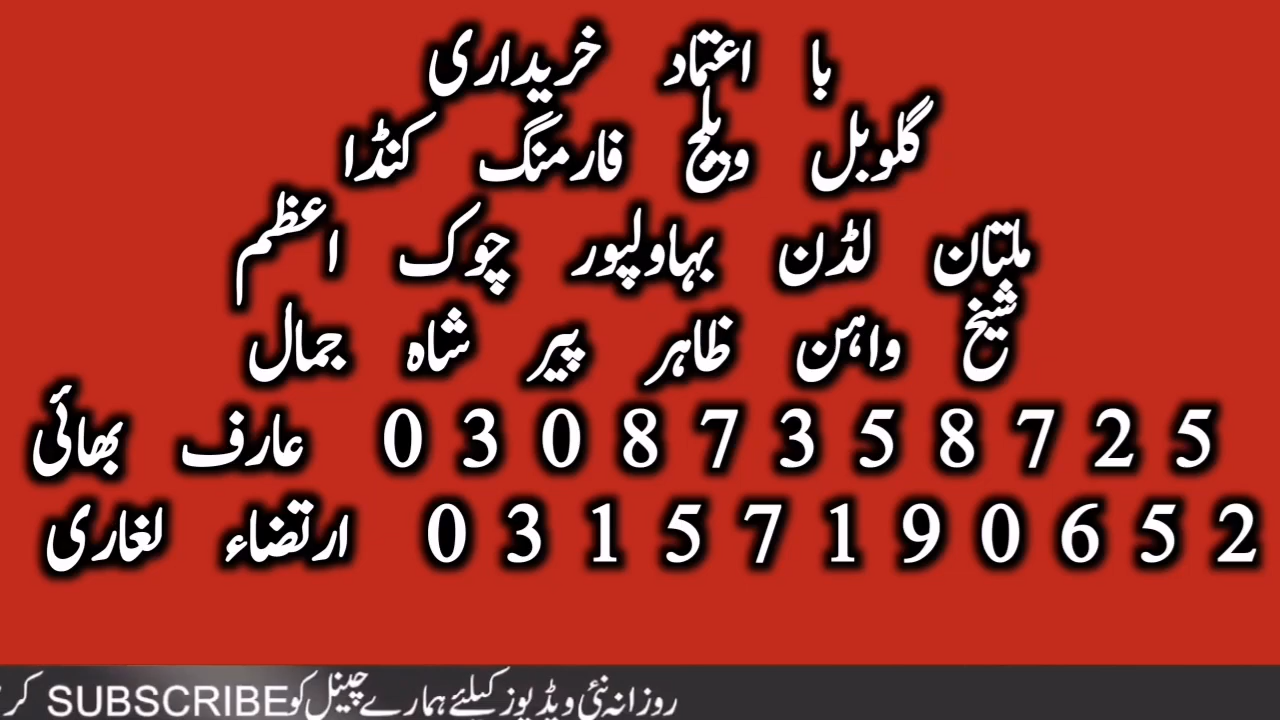 با اعتماد خریداری
گلوبل ویلج فارمنگ کنڈا
ملتان لڈن بہاولپور چوک اعظم
شیخ واہن ظاہر پیر شاہ جمال
03087358725 عارف بھائی
03157190652 ارتضاء لغاری
روزانہ نئی ویڈیوز کیلئے ہمارے چینل کو SUBSCRIBE کر